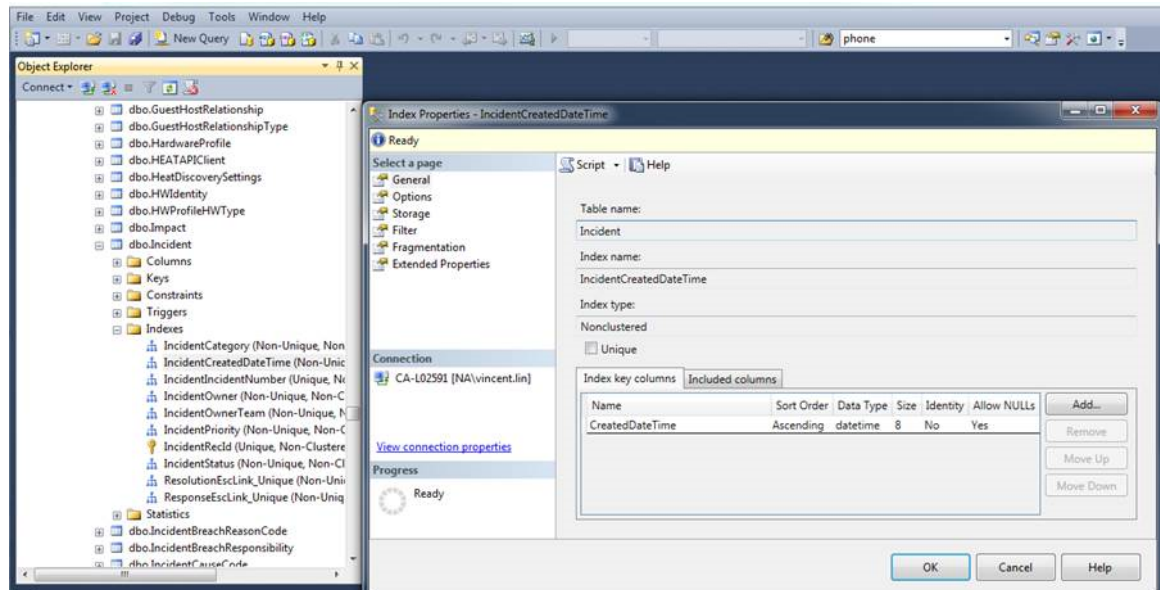 File Edit View Project Debug Tools Window Help
New Query phone
Object Explorer
Connect
dbo.GuestHostRelationship
dbo.GuestHostRelationshipType
dbo.HardwareProfile
dbo.HEATAPIClient
dbo.HeatDiscoverySettings
dbo.HWIdentity
dbo.HWProfileHWType
dbo.Impact
dbo.Incident
Columns
Keys
Constraints
Triggers
Indexes
IncidentCategory (Non-Unique, Non
IncidentCreatedDateTime (Non-Unic
IncidentIncidentNumber (Unique, No
IncidentOwner (Non-Unique, Non-C
IncidentOwnerTeam (Non-Unique, N
IncidentPriority (Non-Unique, Non-C
IncidentRecId (Unique, Non-Clustere
IncidentStatus (Non-Unique, Non-Cl
ResolutionEscLink_Unique (Non-Uni
ResponseEscLink_Unique (Non-Uniq
Statistics
dbo.IncidentBreachReasonCode
dbo.IncidentBreachResponsibility
dbo.IncidentCauseCode
Index Properties - IncidentCreatedDateTime
Ready
Select a page
General
Options
Storage
Filter
Fragmentation
Extended Properties
Connection
CA-L02591 [NA\vincent.lin]
View connection properties
Progress
Ready
Script Help
Table name:
Incident
Index name:
IncidentCreatedDateTime
Index type:
Nonclustered
Unique
Index key columns Included columns
Name Sort Order Data Type Size Identity Allow NULLs
CreatedDateTime Ascending datetime 8 No Yes
Add...
Remove
Move Up
Move Down
OK Cancel Help